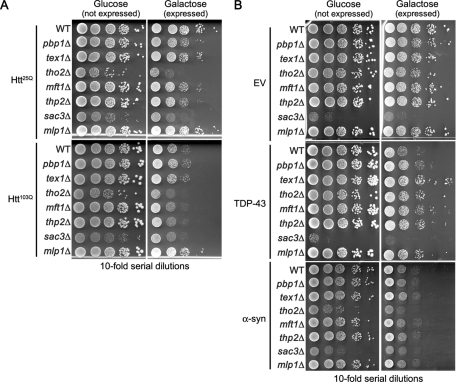 A
Glucose
(not expressed)
Galactose
(expressed)
Htt25Q
WT
pbp1Δ
tex1Δ
tho2Δ
mft1Δ
thp2Δ
sac3Δ
mlp1Δ
Htt103Q
WT
pbp1Δ
tex1Δ
tho2Δ
mft1Δ
thp2Δ
sac3Δ
mlp1Δ
10-fold serial dilutions
B
Glucose
(not expressed)
Galactose
(expressed)
EV
WT
pbp1Δ
tex1Δ
tho2Δ
mft1Δ
thp2Δ
sac3Δ
mlp1Δ
TDP-43
WT
pbp1Δ
tex1Δ
tho2Δ
mft1Δ
thp2Δ
sac3Δ
mlp1Δ
α-syn
WT
pbp1Δ
tex1Δ
tho2Δ
mft1Δ
thp2Δ
sac3Δ
mlp1Δ
10-fold serial dilutions